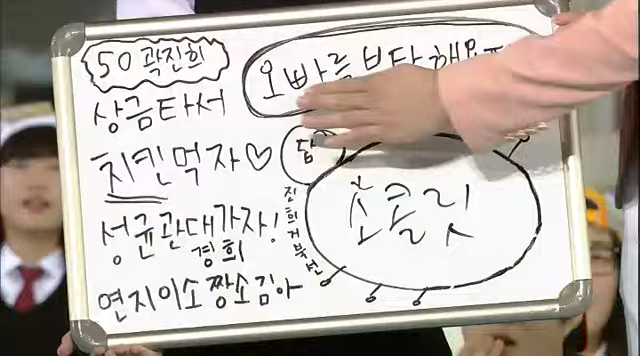 50 곽진희
오빠를 부탁해요
상금타서
치킨먹자♡
답
초콜릿
진희거북선
성균관대가자!
경희
연지이소짱소김아